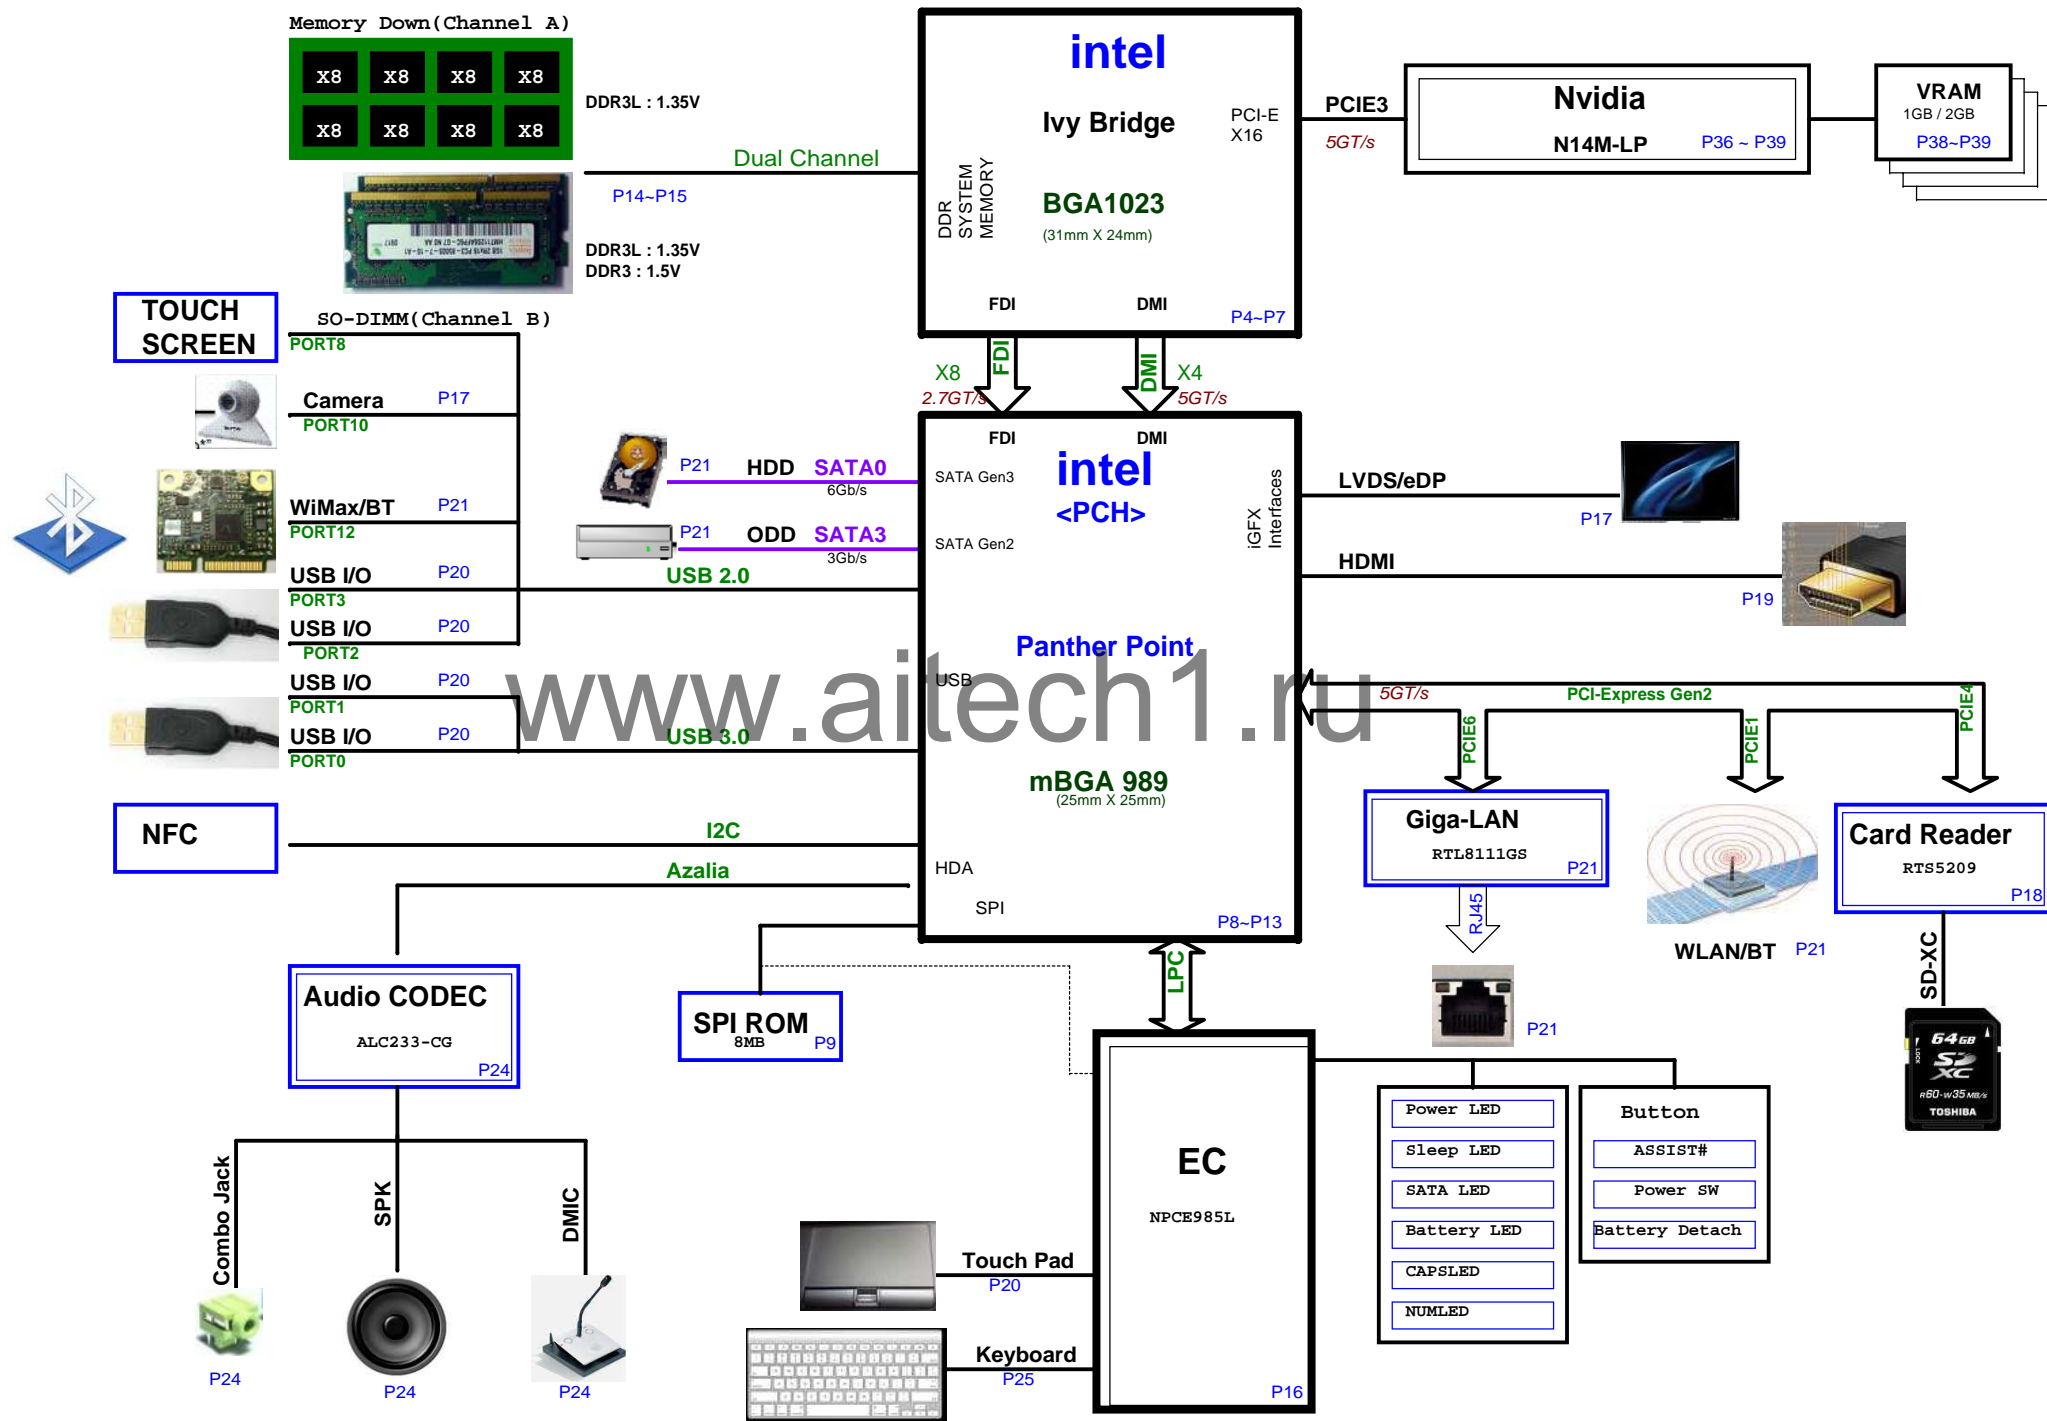 Memory Down(Channel A)
X8 X8 X8 X8
X8 X8 X8 X8
DDR3L : 1.35V
Dual Channel
P14~P15
DDR3L : 1.35V
DDR3 : 1.5V
SO-DIMM(Channel B)
intel
Ivy Bridge
PCI-E
X16
DDR
SYSTEM
MEMORY
BGA1023
(31mm X 24mm)
FDI
DMI
P4~P7
PCIE3
5GT/s
Nvidia
N14M-LP
P36 ~ P39
VRAM
1GB / 2GB
P38~P39
TOUCH
SCREEN
PORT8
Camera
P17
PORT10
WiMax/BT
P21
PORT12
USB I/O
P20
PORT3
USB I/O
P20
PORT2
USB I/O
P20
PORT1
USB I/O
P20
PORT0
USB 2.0
USB 3.0
X8
FDI
2.7GT/s
DMI
X4
5GT/s
P21
HDD
SATA0
6Gb/s
P21
ODD
SATA3
3Gb/s
FDI
DMI
SATA Gen3
intel
<PCH>
SATA Gen2
iGFX
Interfaces
Panther Point
USB
mBGA 989
(25mm X 25mm)
HDA
SPI
P8~P13
www.aitech1.ru
LVDS/eDP
P17
HDMI
P19
5GT/s
PCI-Express Gen2
PCIE6
PCIE1
PCIE4
NFC
I2C
Azalia
Giga-LAN
RTL8111GS
P21
RJ45
P21
WLAN/BT
P21
Card Reader
RTS5209
P18
SD-XC
64GB
LOCK
SD
XC
R60-W35 MB/s
TOSHIBA
Audio CODEC
ALC233-CG
P24
SPI ROM
8MB
P9
LPC
EC
NPCE985L
P16
Combo Jack
SPK
DMIC
P24
P24
P24
Touch Pad
P20
Keyboard
P25
Power LED
Sleep LED
SATA LED
Battery LED
CAPSLED
NUMLED
Button
ASSIST#
Power SW
Battery Detach